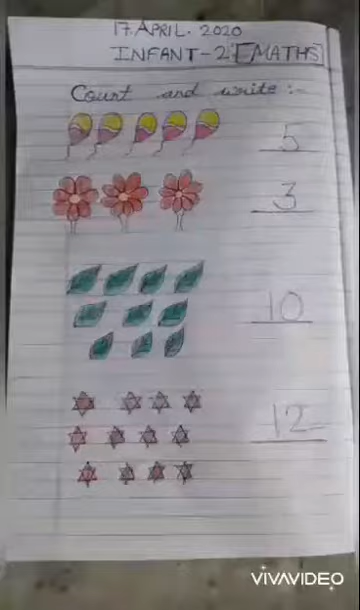 17.APRIL.2020
INFANT-2 [MATHS]
Count and write:-
5
3
10
12
VIVAVIDEO